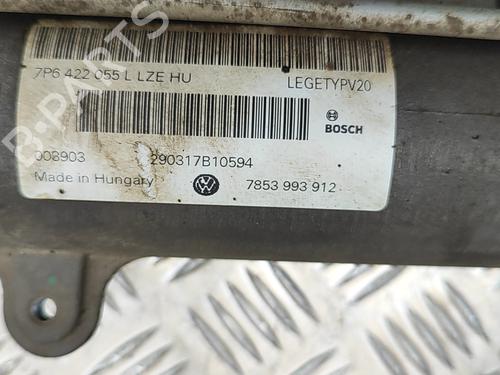 7P6 422 055 L LZE HU LEGETYPV20
BOSCH
008903 290317B10594
Made in Hungary 7853 993 912
B-PARTS